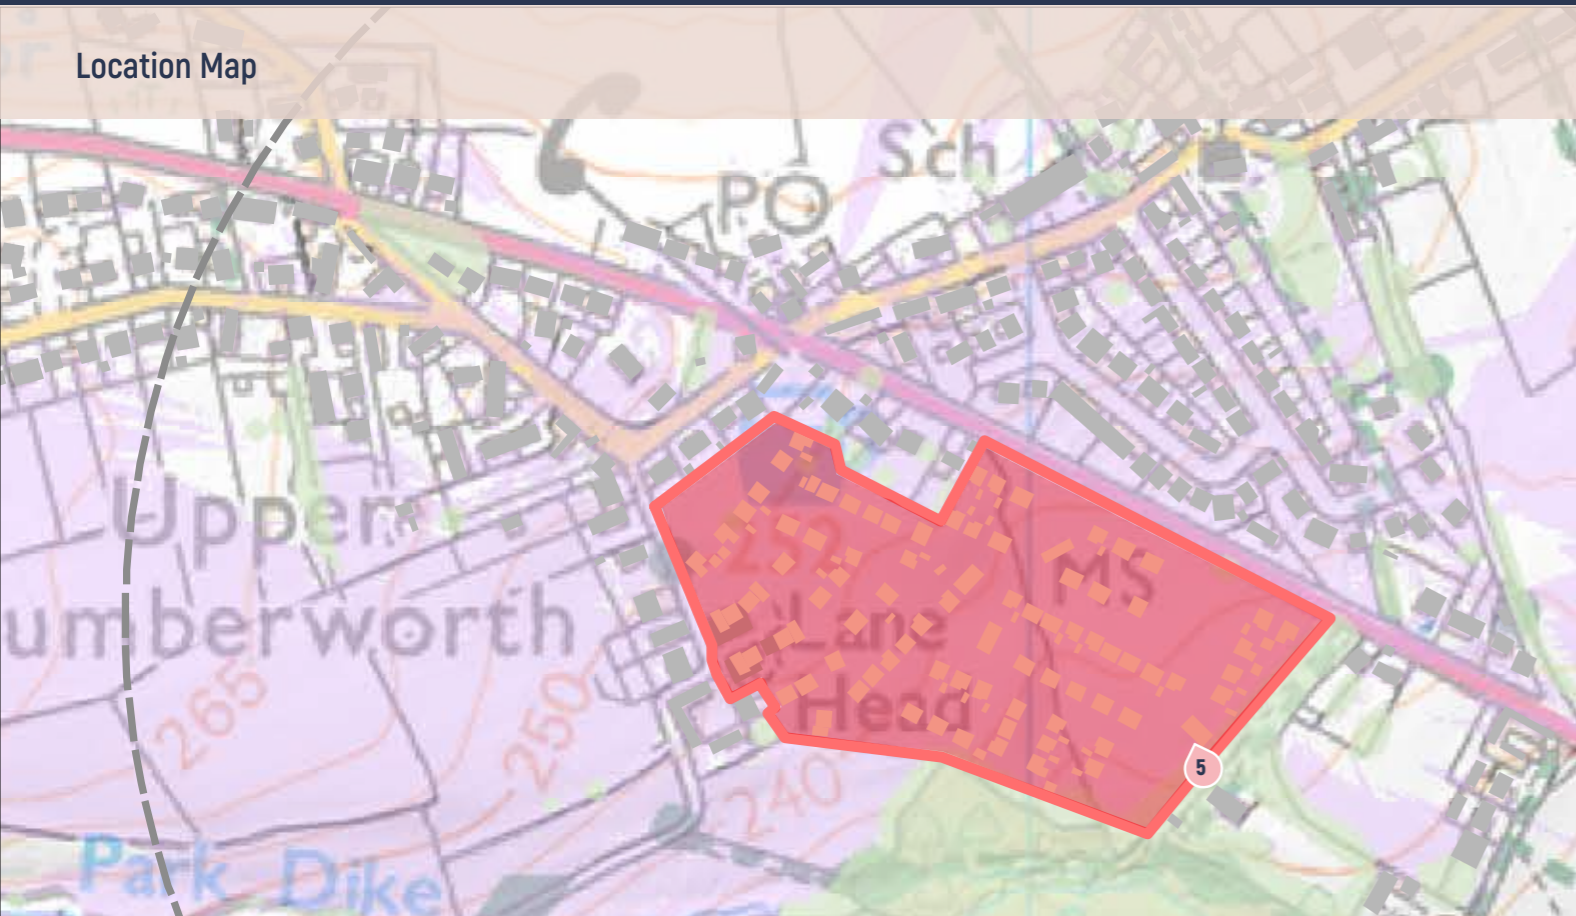 Location Map
Sch
PO
252
MS
Upper
umberworth
Lane
Head
265
250
240
5
Park Dike